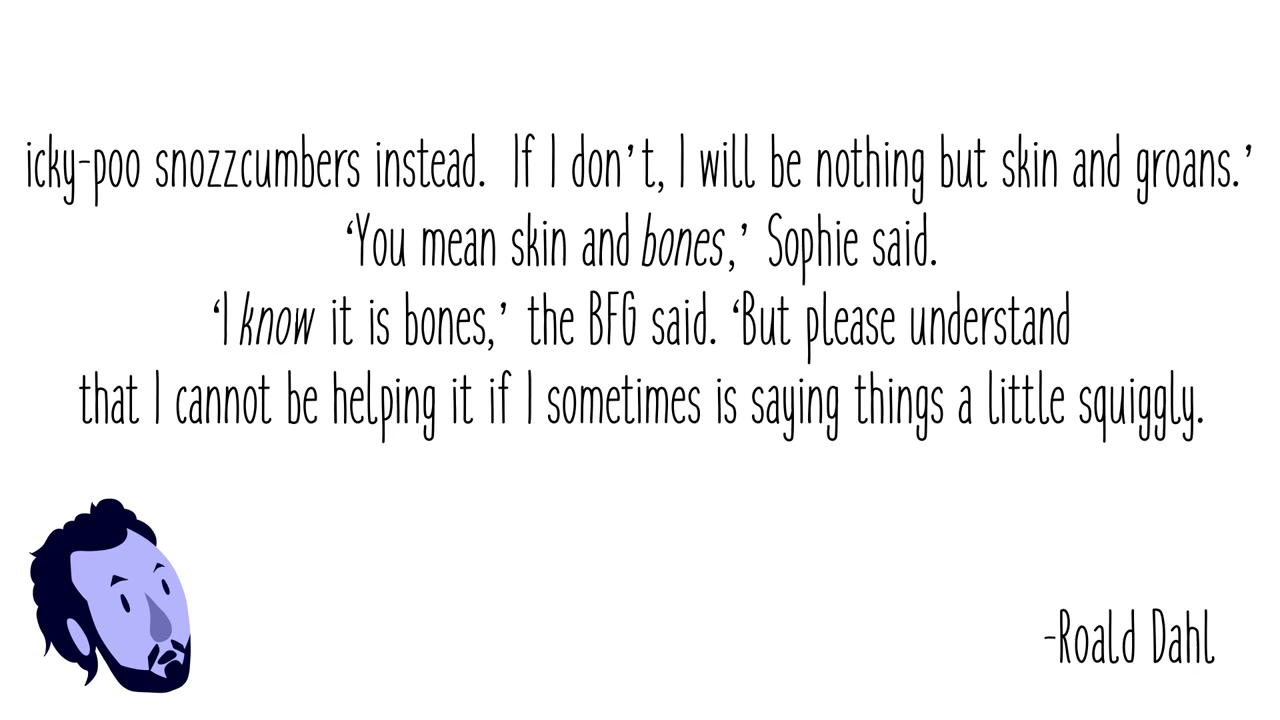 icky-poo snozzcumbers instead.  If I don’t, I will be nothing but skin and groans.’
‘You mean skin and bones,’ Sophie said.
‘I know it is bones,’ the BFG said. ‘But please understand
that I cannot be helping it if I sometimes is saying things a little squiggly.
-Roald Dahl